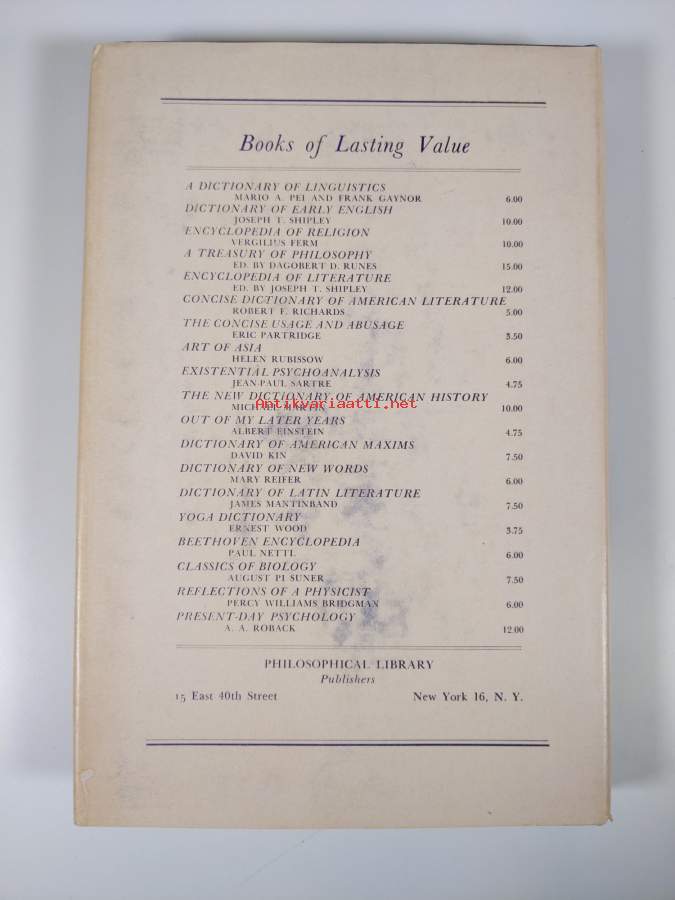 Books of Lasting Value
A DICTIONARY OF LINGUISTICS
MARIO A. PEI AND FRANK GAYNOR 6.00
DICTIONARY OF EARLY ENGLISH
JOSEPH T. SHIPLEY 10.00
ENCYCLOPEDIA OF RELIGION
VERGILIUS FERM 10.00
A TREASURY OF PHILOSOPHY
ED. BY DAGOBERT D. RUNES 15.00
ENCYCLOPEDIA OF LITERATURE
ED. BY JOSEPH T. SHIPLEY 12.00
CONCISE DICTIONARY OF AMERICAN LITERATURE
ROBERT F. RICHARDS 5.00
THE CONCISE USAGE AND ABUSAGE
ERIC PARTRIDGE 3.50
ART OF ASIA
HELEN RUBISSOW 6.00
EXISTENTIAL PSYCHOANALYSIS
JEAN-PAUL SARTRE 4.75
THE NEW DICTIONARY OF AMERICAN HISTORY
MICHAEL MARTIN 10.00
Antikvariaatti.net
OUT OF MY LATER YEARS
ALBERT EINSTEIN 4.75
DICTIONARY OF AMERICAN MAXIMS
DAVID KIN 7.50
DICTIONARY OF NEW WORDS
MARY REIFER 6.00
DICTIONARY OF LATIN LITERATURE
JAMES MANTINBAND 7.50
YOGA DICTIONARY
ERNEST WOOD 3.75
BEETHOVEN ENCYCLOPEDIA
PAUL NETTL 6.00
CLASSICS OF BIOLOGY
AUGUST PI SUNER 7.50
REFLECTIONS OF A PHYSICIST
PERCY WILLIAMS BRIDGMAN 6.00
PRESENT-DAY PSYCHOLOGY
A. A. ROBACK 12.00
PHILOSOPHICAL LIBRARY
Publishers
15 East 40th Street New York 16, N. Y.